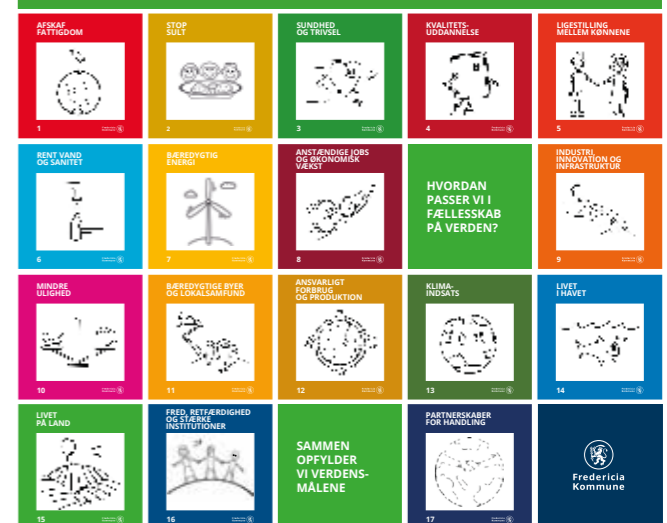 AFSKAF
FATTIGDOM
1
STOP
SULT
2
SUNDHED
OG TRIVSEL
3
KVALITETS-
UDDANNELSE
4
LIGESTILLING
MELLEM KØNNENE
5
RENT VAND
OG SANITET
6
BÆREDYGTIG
ENERGI
7
ANSTÆNDIGE JOBS
OG ØKONOMISK
VÆKST
8
HVORDAN
PASSER VI I
FÆLLESSKAB
PÅ VERDEN?
INDUSTRI,
INNOVATION OG
INFRASTRUKTUR
9
MINDRE
ULIGHED
10
BÆREDYGTIGE BYER
OG LOKALSAMFUND
11
ANSVARLIGT
FORBRUG
OG PRODUKTION
12
KLIMA-
INDSATS
13
LIVET
I HAVET
14
LIVET
PÅ LAND
15
FRED, RETFÆRDIGHED
OG STÆRKE
INSTITUTIONER
16
SAMMEN
OPFYLDER
VI VERDENS-
MÅLENE
PARTNERSKABER
FOR HANDLING
17
Fredericia
Kommune